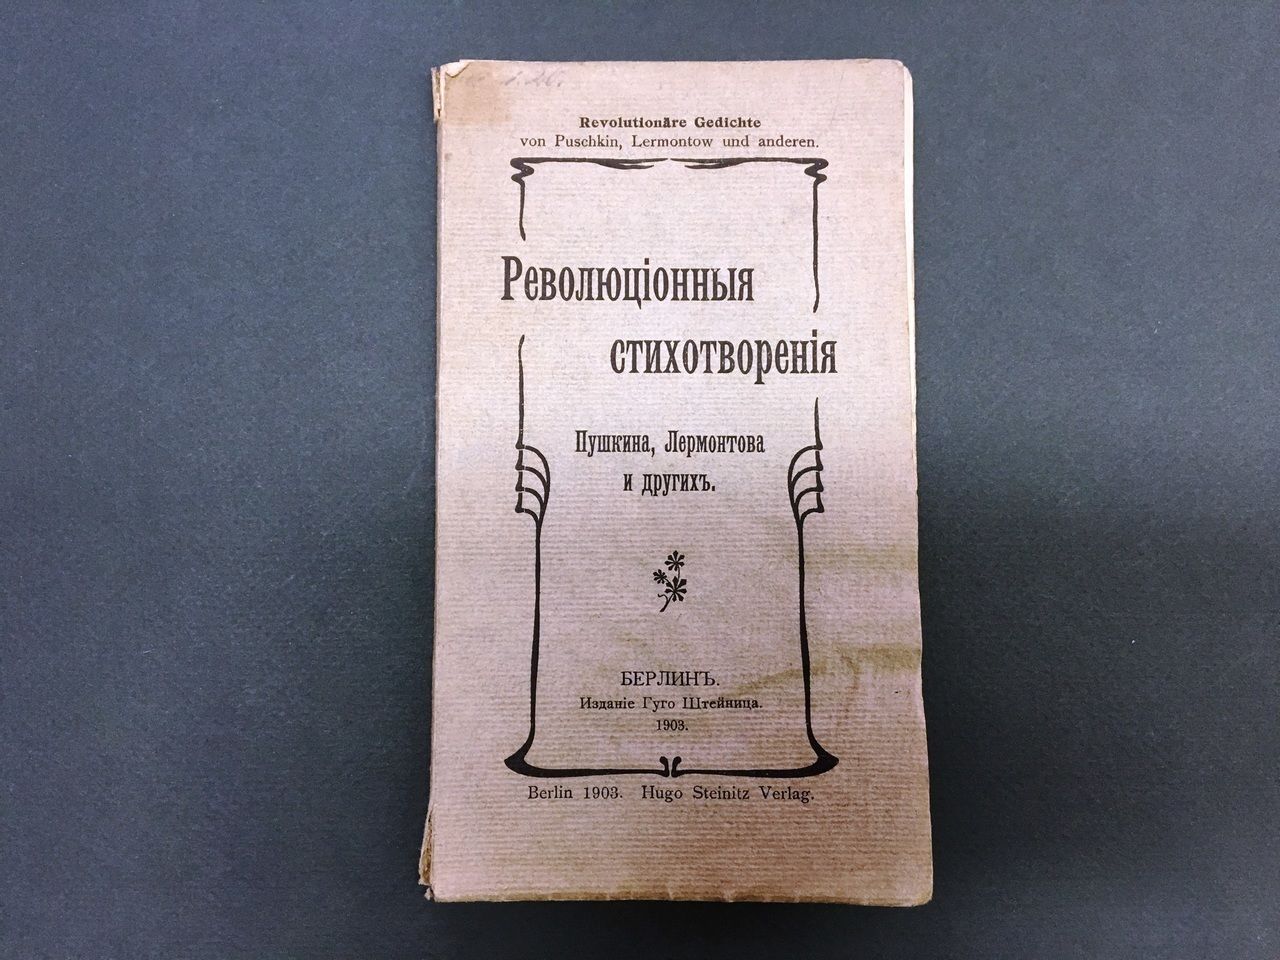 Revolutionäre Gedichte
von Puschkin, Lermontow und anderen.
Революціонныя
стихотворенія
Пушкина, Лермонтова
и другихъ.
БЕРЛИНЪ.
Изданіе Гуго Штейница.
1903.
Berlin 1903. Hugo Steinitz Verlag.